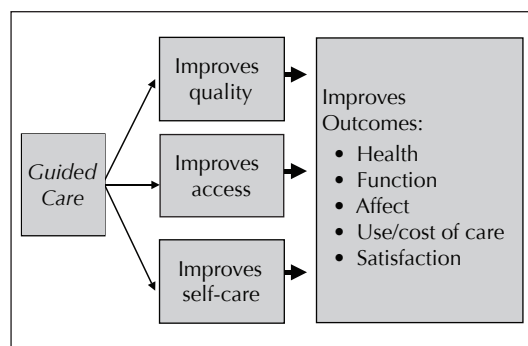 Guided
Care
Improves
quality
Improves
access
Improves
self-care
Improves
Outcomes:
• Health
• Function
• Affect
• Use/cost of care
• Satisfaction